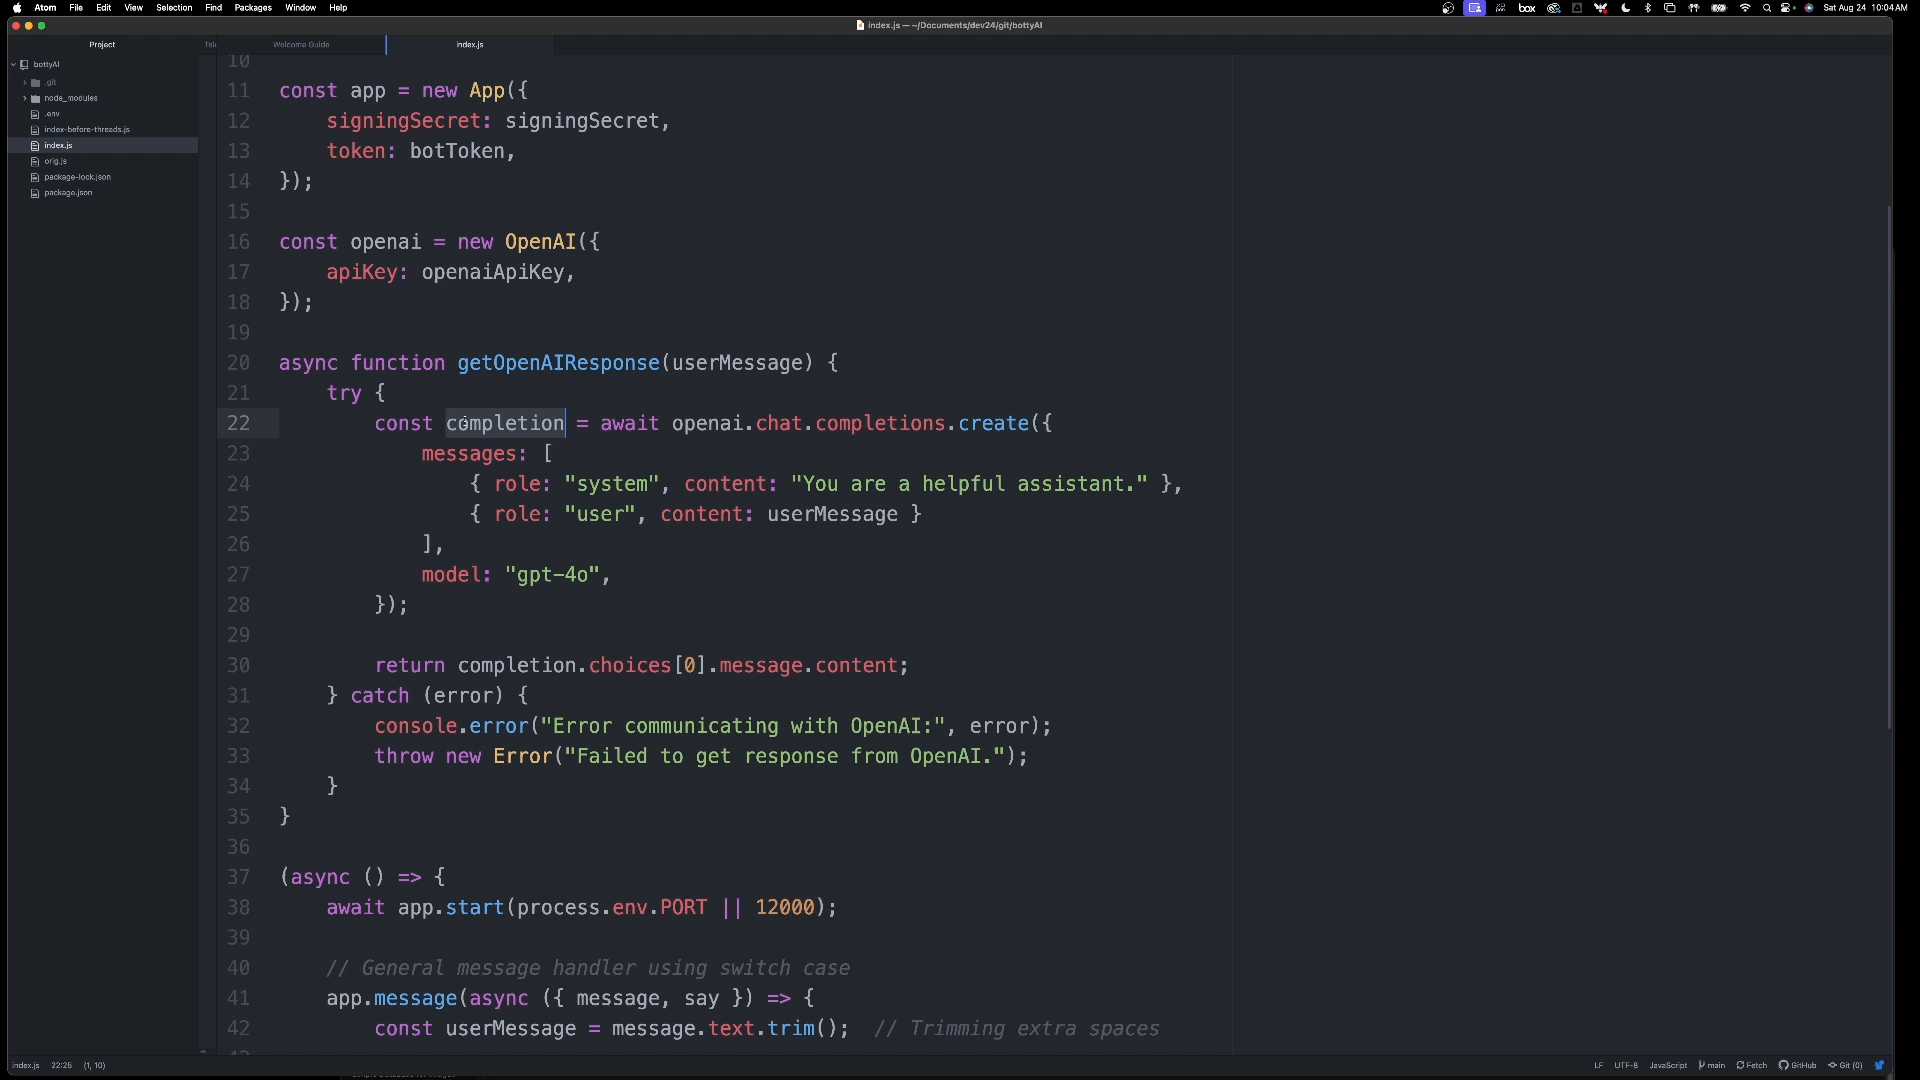 Atom File Edit View Selection Find Packages Window Help
box
Sat Aug 24 10:04 AM
index.js — ~/Documents/dev24/git/bottyAI
Project
Welcome Guide
index.js
bottyAI
.git
node_modules
.env
index-before-threads.js
index.js
orig.js
package-lock.json
package.json
10
11 const app = new App({
12 signingSecret: signingSecret,
13 token: botToken,
14 });
15
16 const openai = new OpenAI({
17 apiKey: openaiApiKey,
18 });
19
20 async function getOpenAIResponse(userMessage) {
21 try {
22 const completion = await openai.chat.completions.create({
23 messages: [
24 { role: "system", content: "You are a helpful assistant." },
25 { role: "user", content: userMessage }
26 ],
27 model: "gpt-4o",
28 });
29
30 return completion.choices[0].message.content;
31 } catch (error) {
32 console.error("Error communicating with OpenAI:", error);
33 throw new Error("Failed to get response from OpenAI.");
34 }
35 }
36
37 (async () => {
38 await app.start(process.env.PORT || 12000);
39
40 // General message handler using switch case
41 app.message(async ({ message, say }) => {
42 const userMessage = message.text.trim(); // Trimming extra spaces
index.js 22:25 (1, 10)
LF UTF-8 JavaScript main Fetch GitHub Git (0)